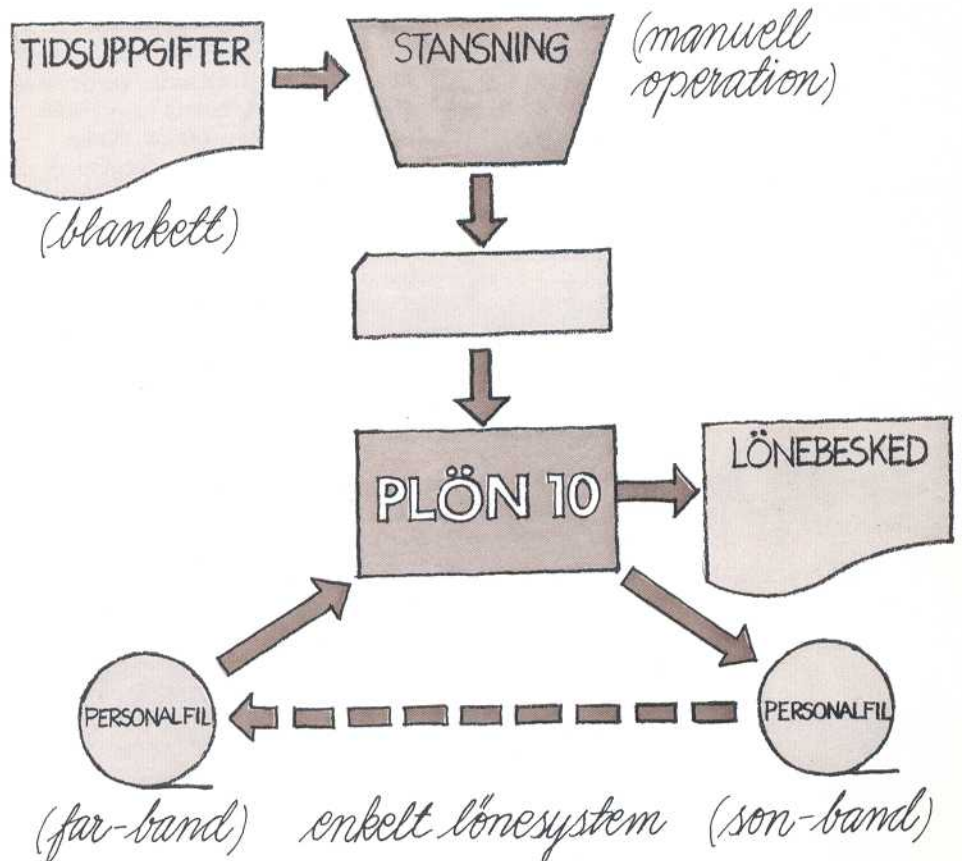 TIDSUPPGIFTER
STANSNING
(manuell
operation)
(blankett)
PLÖN 10
LÖNEBESKED
PERSONALFIL
PERSONALFIL
(far-band)
enkelt lönesystem
(son-band)